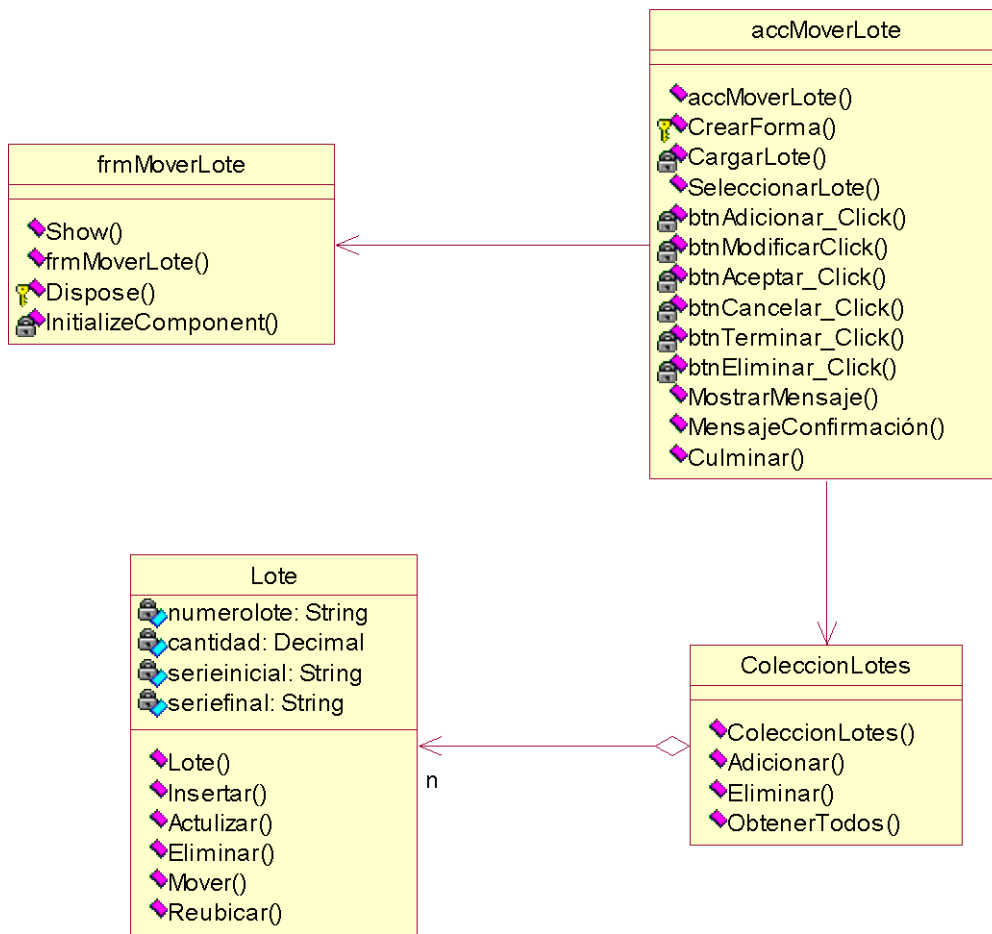 accMoverLote
accMoverLote()
CrearForma()
CargarLote()
SeleccionarLote()
btnAdicionar_Click()
btnModificarClick()
btnAceptar_Click()
btnCancelar_Click()
btnTerminar_Click()
btnEliminar_Click()
MostrarMensaje()
MensajeConfirmación()
Culminar()
frmMoverLote
Show()
frmMoverLote()
Dispose()
InitializeComponent()
Lote
numerolote: String
cantidad: Decimal
serieinicial: String
seriefinal: String
Lote()
Insertar()
Actulizar()
Eliminar()
Mover()
Reubicar()
n
ColeccionLotes
ColeccionLotes()
Adicionar()
Eliminar()
ObtenerTodos()